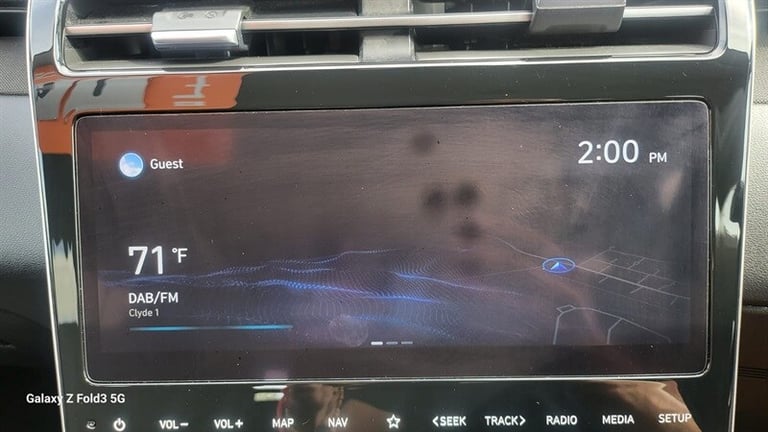 Guest
2:00 PM
71 °F
DAB/FM
Clyde 1
Galaxy Z Fold3 5G
VOL− VOL+ MAP NAV <SEEK TRACK> RADIO MEDIA SETUP